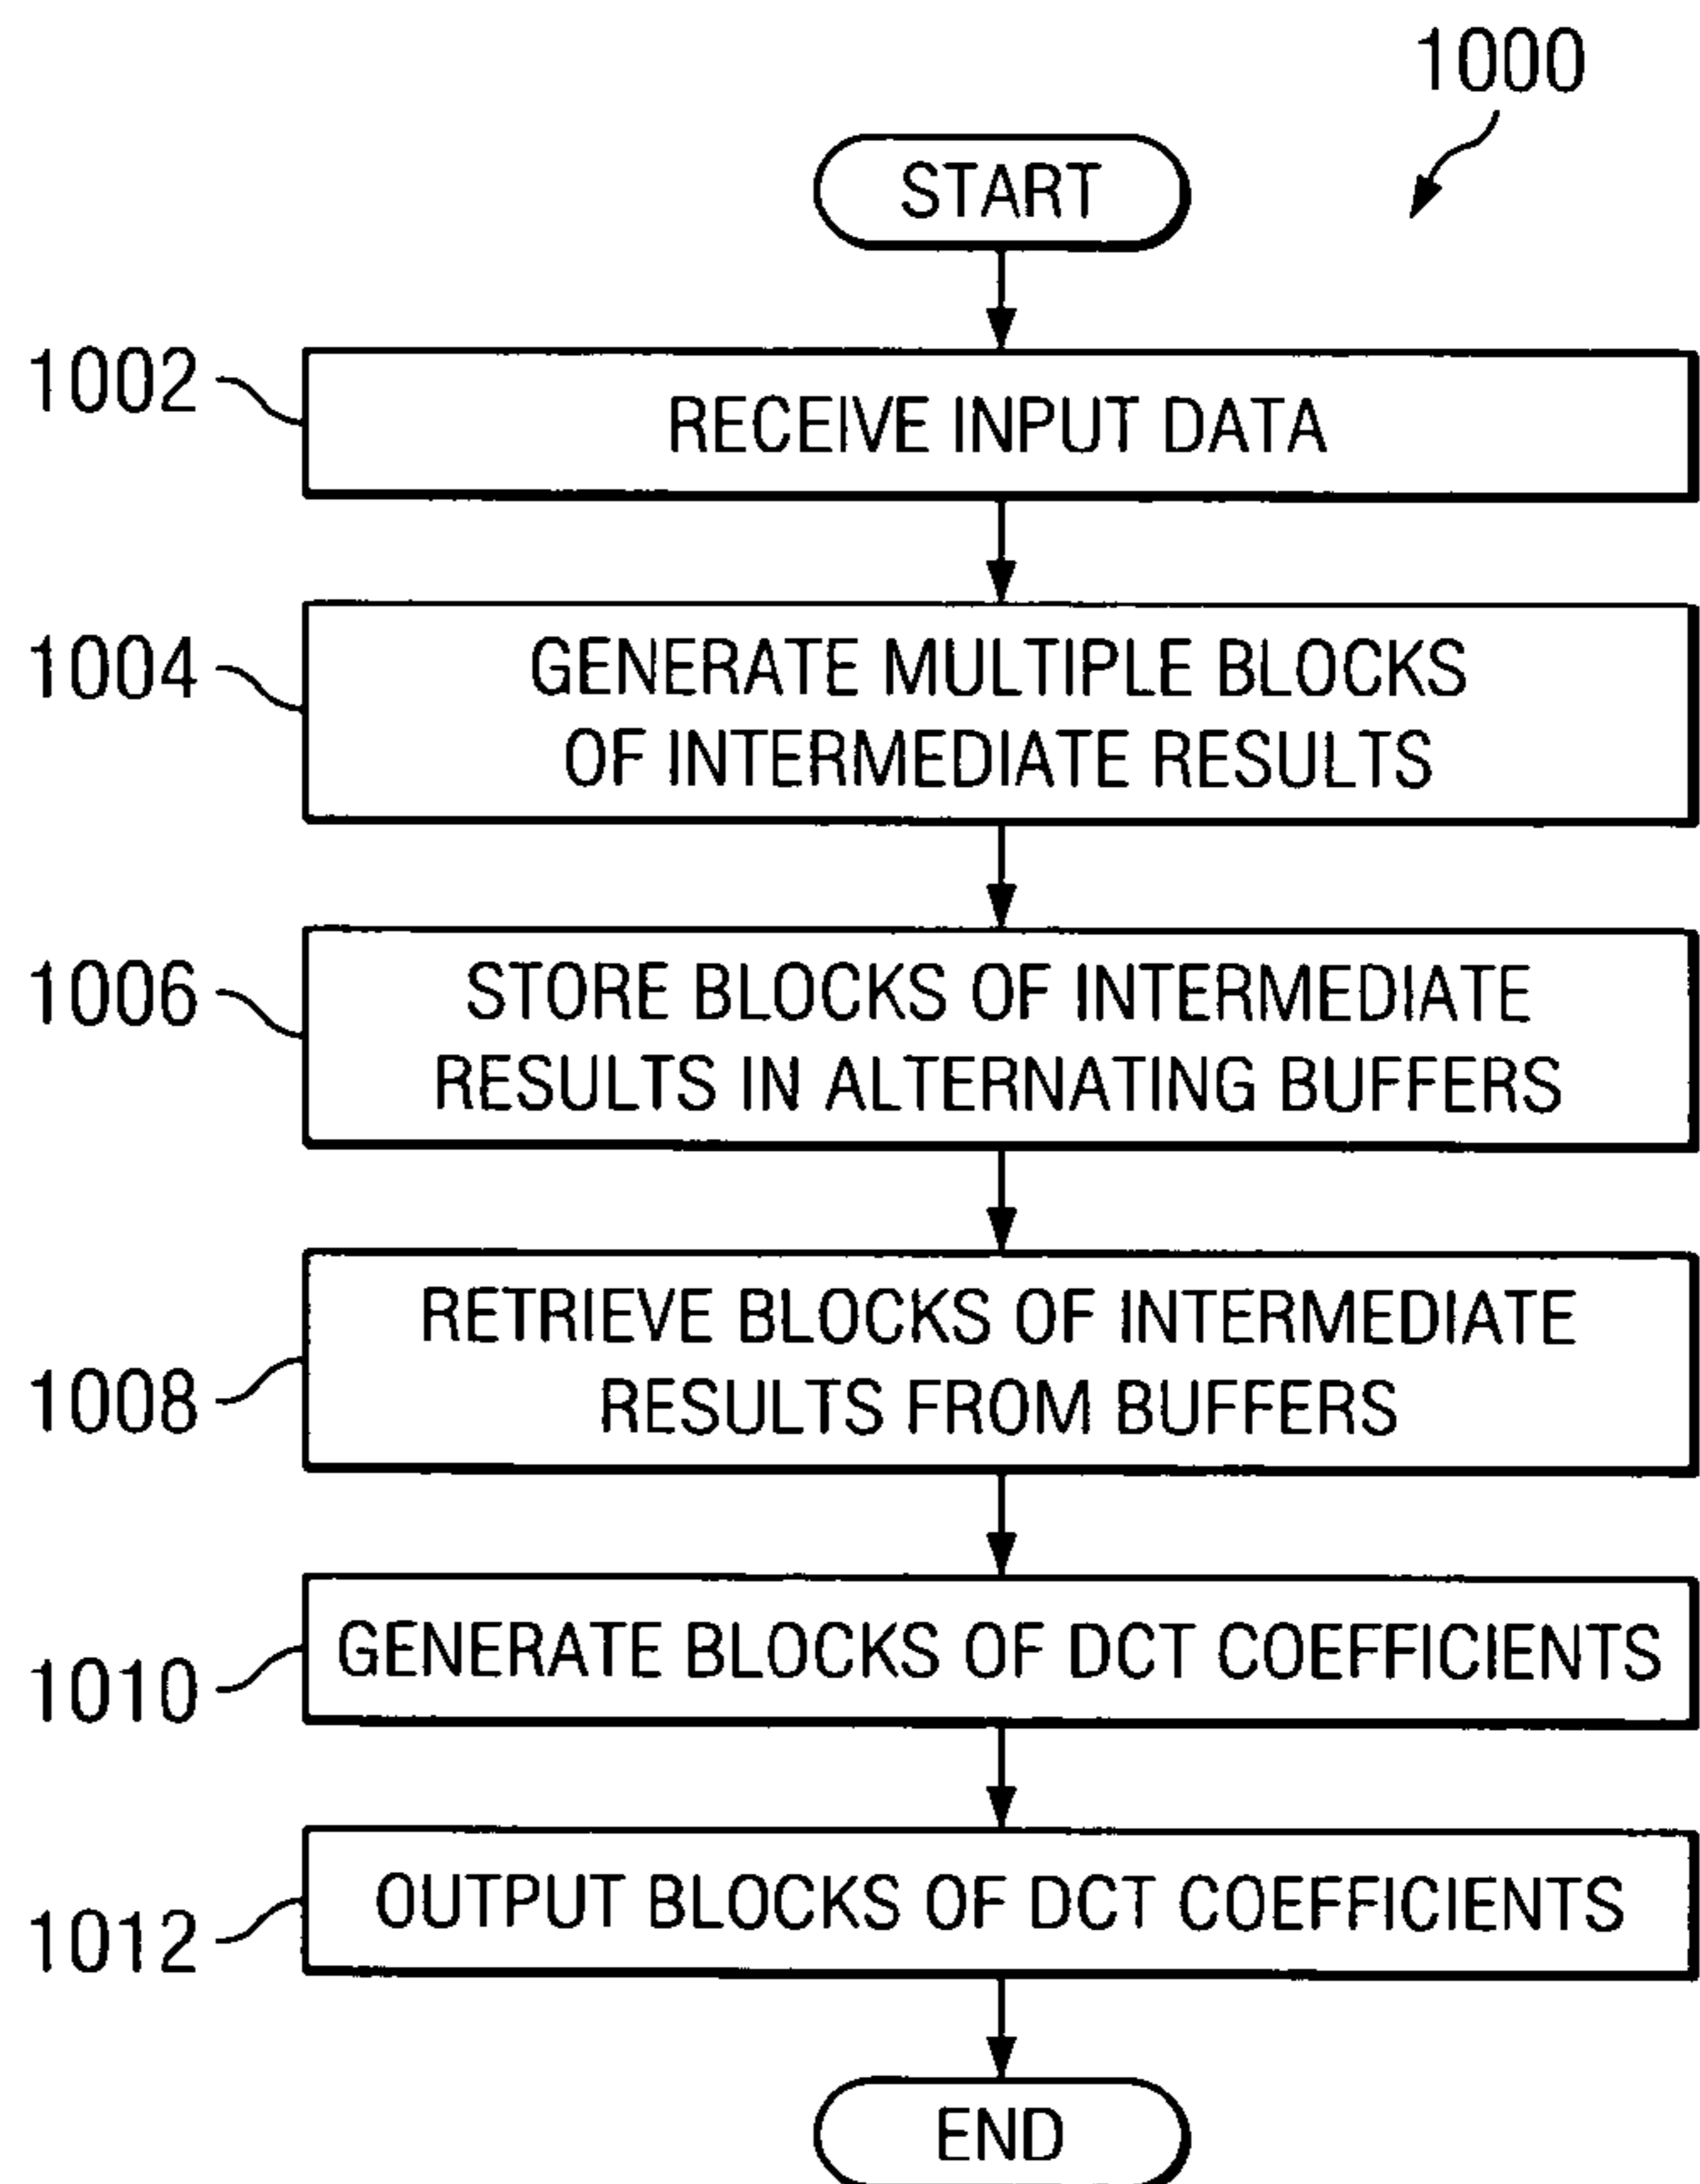 1000
START
1002
RECEIVE INPUT DATA
1004
GENERATE MULTIPLE BLOCKS
OF INTERMEDIATE RESULTS
1006
STORE BLOCKS OF INTERMEDIATE
RESULTS IN ALTERNATING BUFFERS
1008
RETRIEVE BLOCKS OF INTERMEDIATE
RESULTS FROM BUFFERS
1010
GENERATE BLOCKS OF DCT COEFFICIENTS
1012
OUTPUT BLOCKS OF DCT COEFFICIENTS
END